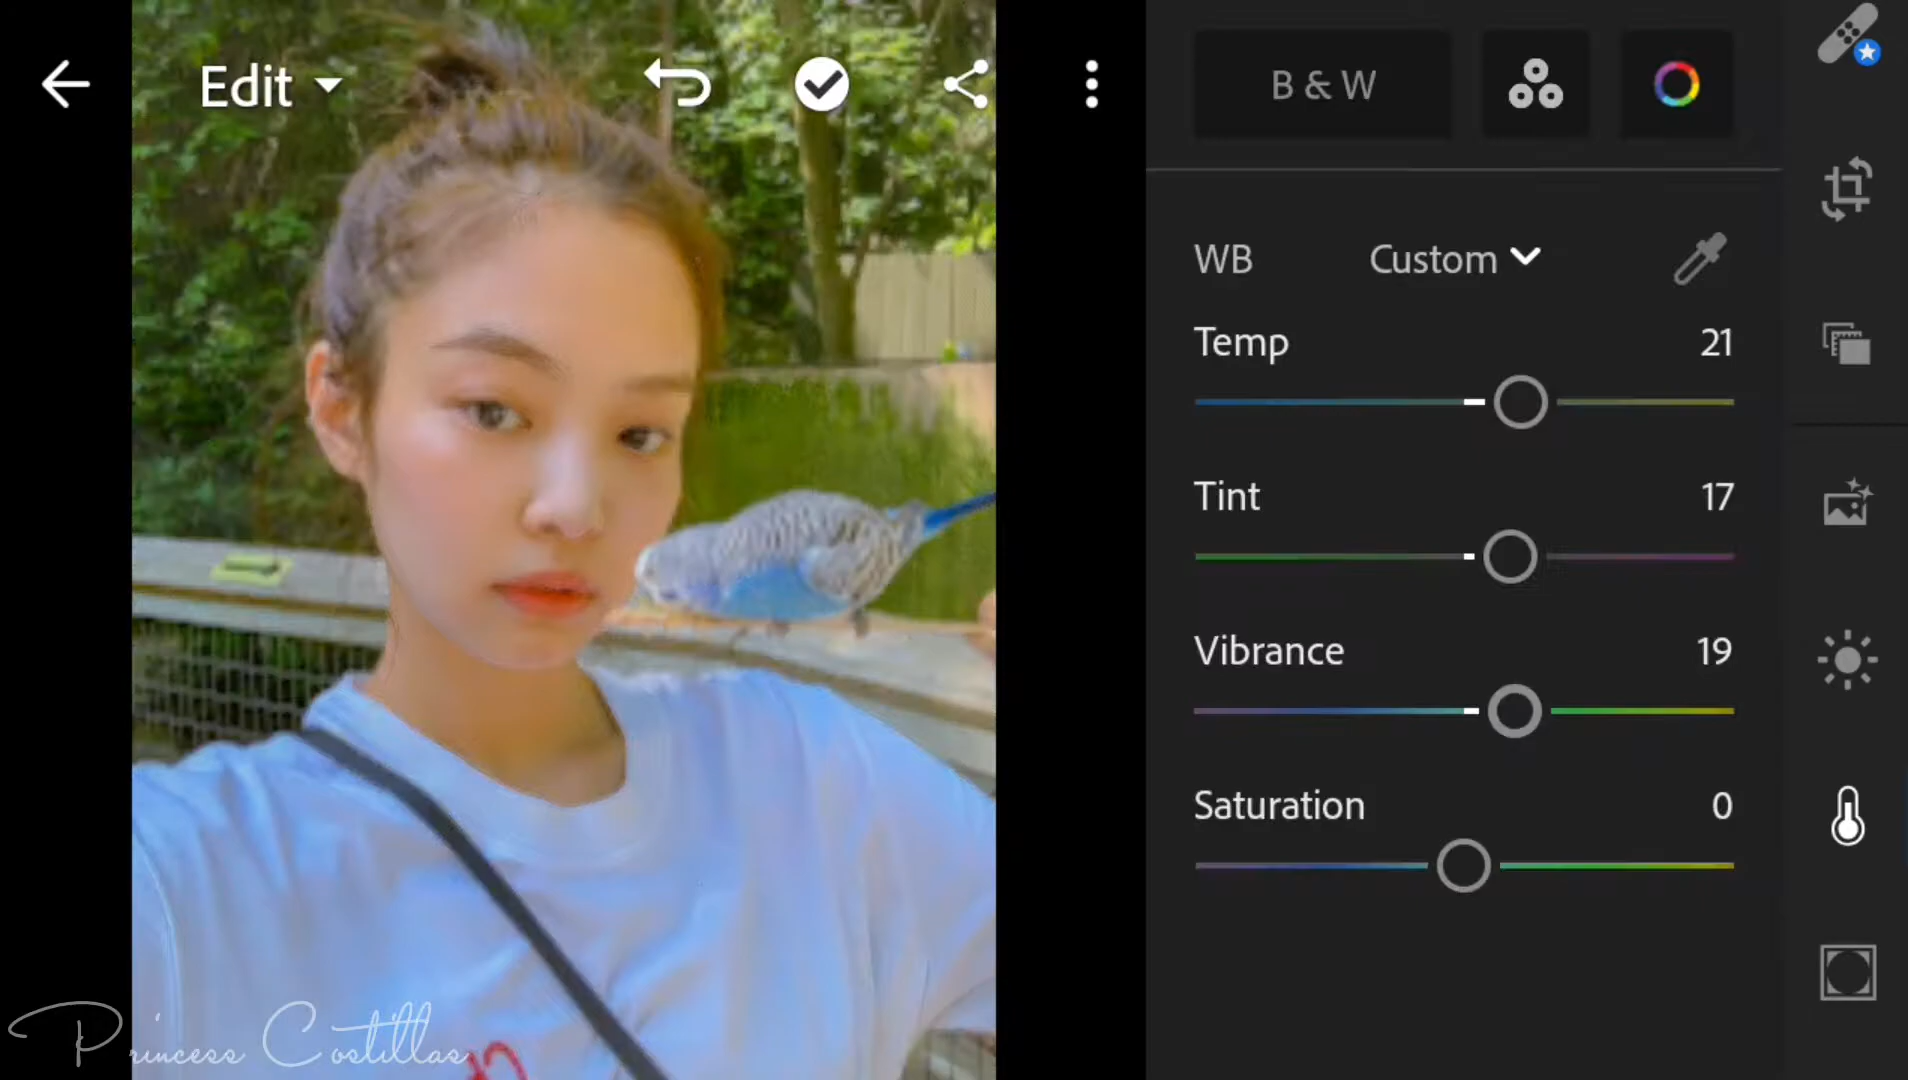 Edit
B & W
WB Custom
Temp 21
Tint 17
Vibrance 19
Saturation 0
Princess Costillas